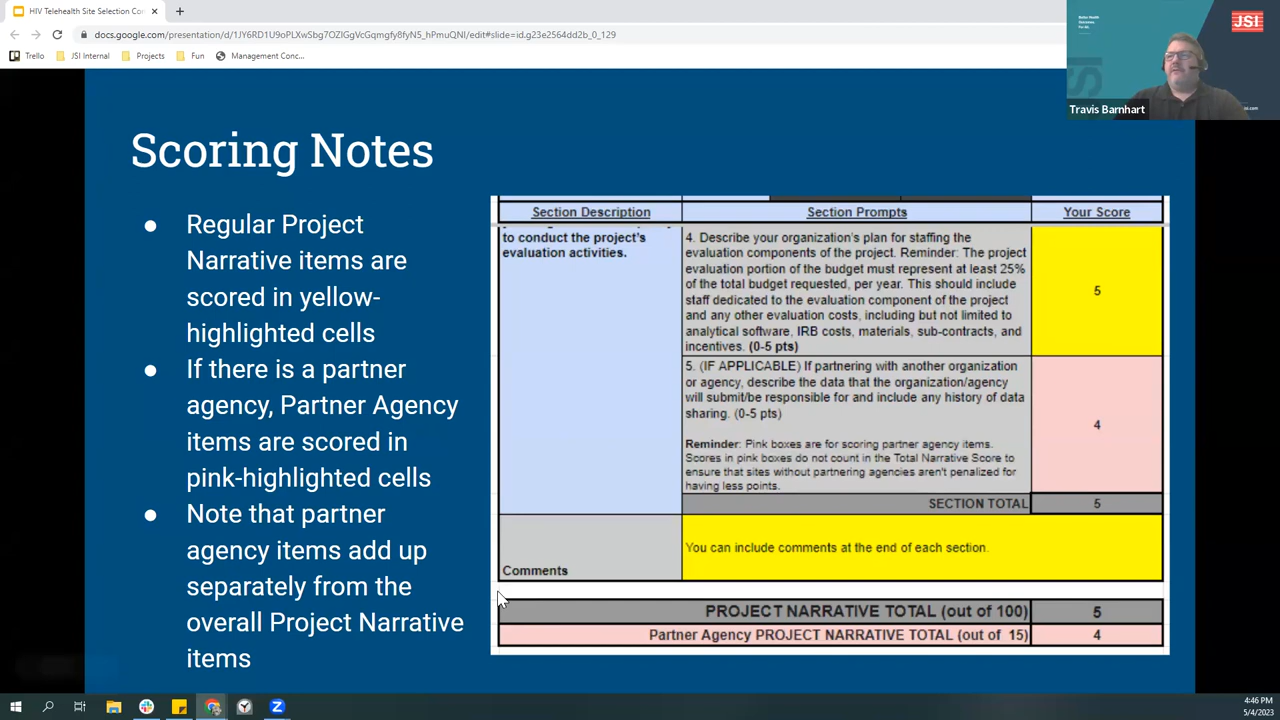 HIV Telehealth Site Selection Co
docs.google.com/presentation/d/1JY6RD1U9oPLXwSbg7OZIGgVcGqmQfy8fyN5_hPmuQNI/edit#slide=id.g23e2564dd2b_0_129
Trello
JSI Internal
Projects
Fun
Management Conc...
Better Health
Outcomes
For All.
JSI
Travis Barnhart
Scoring Notes
● Regular Project
Narrative items are
scored in yellow-
highlighted cells
● If there is a partner
agency, Partner Agency
items are scored in
pink-highlighted cells
● Note that partner
agency items add up
separately from the
overall Project Narrative
items
Section Description
Section Prompts
Your Score
to conduct the project's
evaluation activities.
4. Describe your organization's plan for staffing the
evaluation components of the project. Reminder: The project
evaluation portion of the budget must represent at least 25%
of the total budget requested, per year. This should include
staff dedicated to the evaluation component of the project
and any other evaluation costs, including but not limited to
analytical software, IRB costs, materials, sub-contracts, and
incentives. (0-5 pts)
5
5. (IF APPLICABLE) If partnering with another organization
or agency, describe the data that the organization/agency
will submit/be responsible for and include any history of data
sharing. (0-5 pts)
Reminder: Pink boxes are for scoring partner agency items.
Scores in pink boxes do not count in the Total Narrative Score to
ensure that sites without partnering agencies aren't penalized for
having less points.
4
SECTION TOTAL
5
Comments
You can include comments at the end of each section.
PROJECT NARRATIVE TOTAL (out of 100)
5
Partner Agency PROJECT NARRATIVE TOTAL (out of 15)
4
4:46 PM
5/4/2023